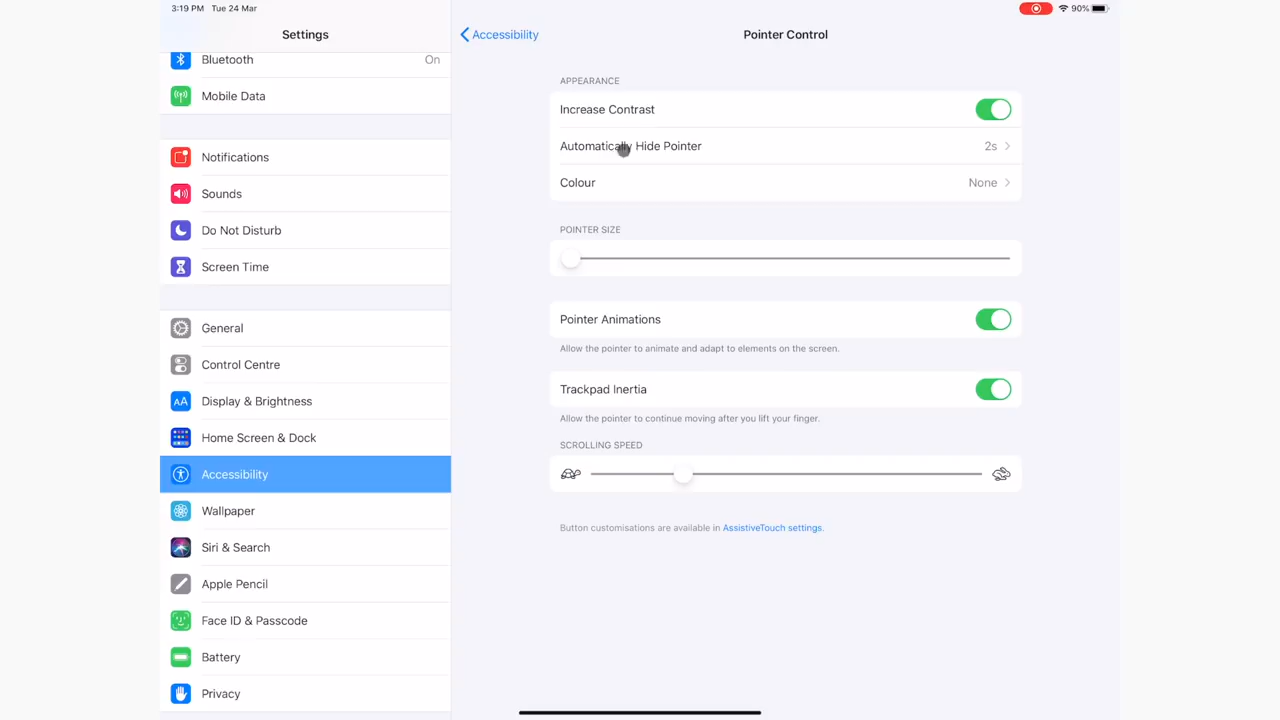 3:19 PM Tue 24 Mar
90%
Settings
Bluetooth On
Mobile Data
Notifications
Sounds
Do Not Disturb
Screen Time
General
Control Centre
AA Display & Brightness
Home Screen & Dock
Accessibility
Wallpaper
Siri & Search
Apple Pencil
Face ID & Passcode
Battery
Privacy
Accessibility
Pointer Control
APPEARANCE
Increase Contrast
Automatically Hide Pointer 2s
Colour None
POINTER SIZE
Pointer Animations
Allow the pointer to animate and adapt to elements on the screen.
Trackpad Inertia
Allow the pointer to continue moving after you lift your finger.
SCROLLING SPEED
Button customisations are available in AssistiveTouch settings.